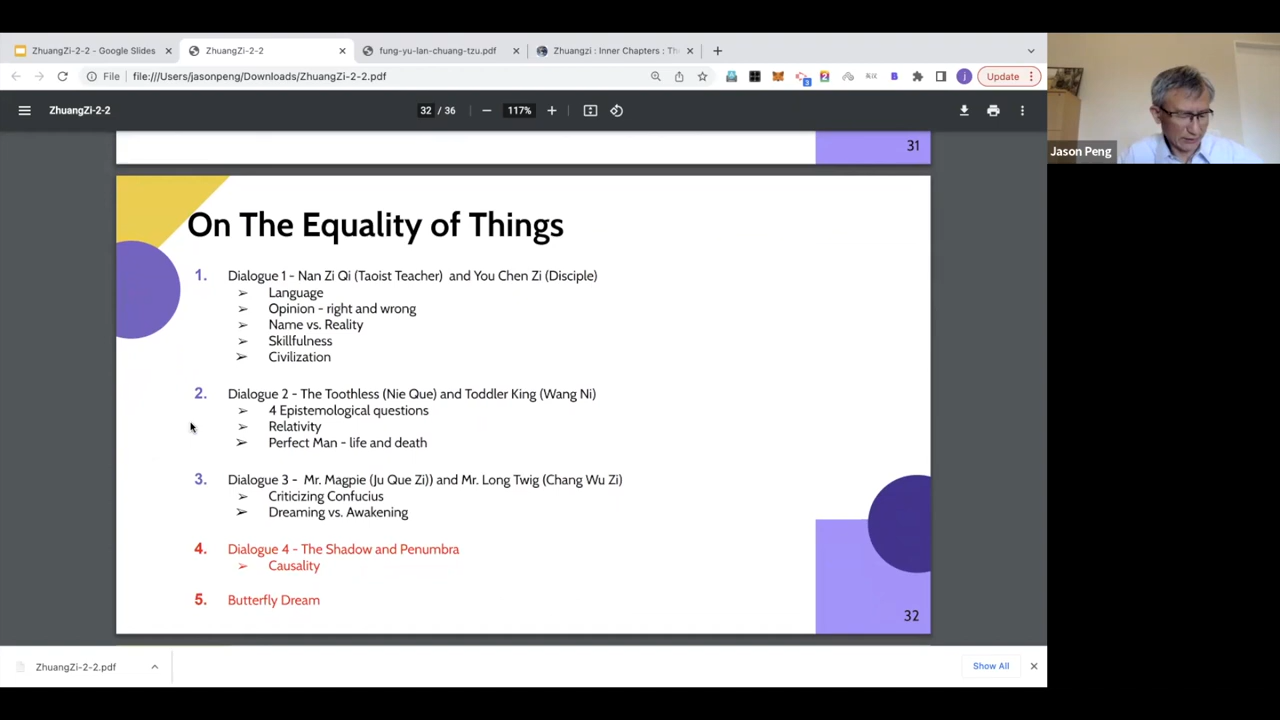 ZhuangZi-2-2 - Google Slides
ZhuangZi-2-2
fung-yu-lan-chuang-tzu.pdf
Zhuangzi : Inner Chapters : The
File
file:///Users/jasonpeng/Downloads/ZhuangZi-2-2.pdf
Update
ZhuangZi-2-2
32 / 36
117%
Jason Peng
31
On The Equality of Things
1. Dialogue 1 - Nan Zi Qi (Taoist Teacher) and You Chen Zi (Disciple)
➢ Language
➢ Opinion - right and wrong
➢ Name vs. Reality
➢ Skillfulness
➢ Civilization
2. Dialogue 2 - The Toothless (Nie Que) and Toddler King (Wang Ni)
➢ 4 Epistemological questions
➢ Relativity
➢ Perfect Man - life and death
3. Dialogue 3 - Mr. Magpie (Ju Que Zi)) and Mr. Long Twig (Chang Wu Zi)
➢ Criticizing Confucius
➢ Dreaming vs. Awakening
4. Dialogue 4 - The Shadow and Penumbra
➢ Causality
5. Butterfly Dream
32
ZhuangZi-2-2.pdf
Show All